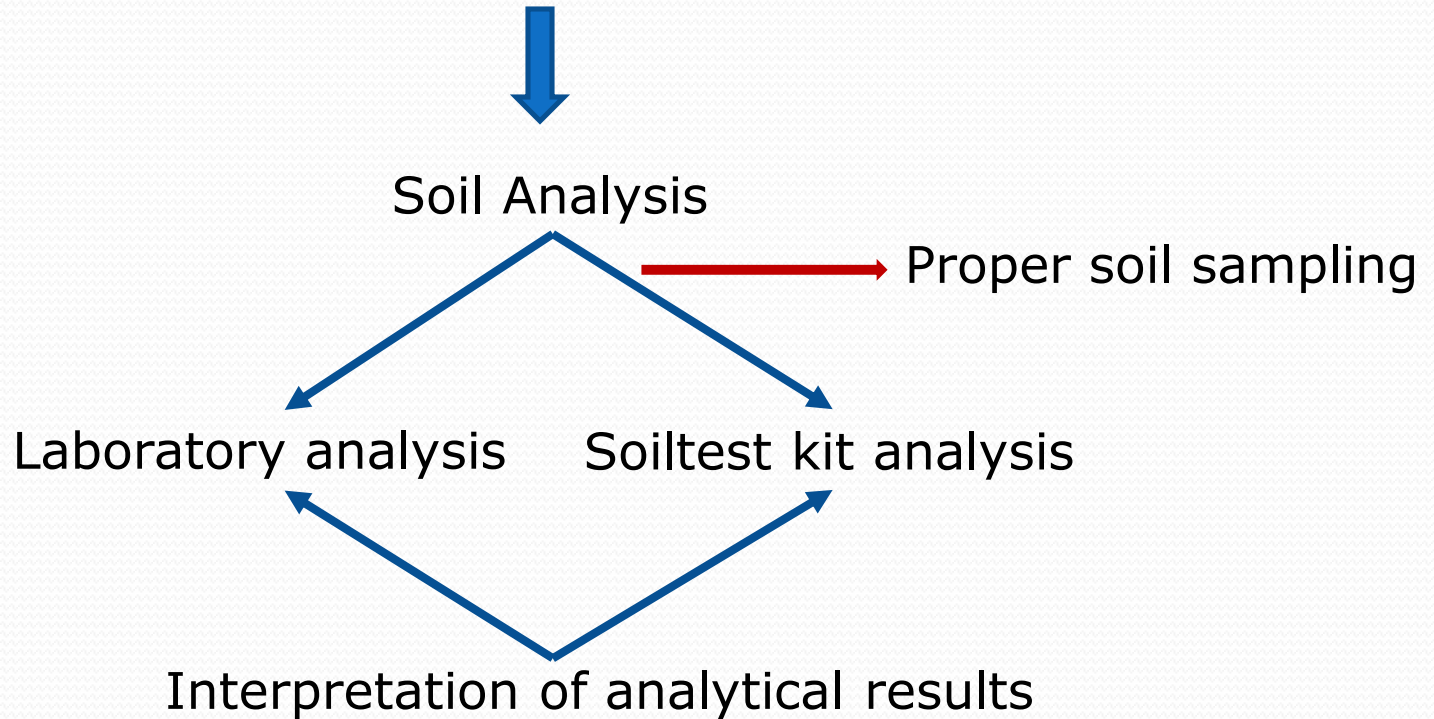 Soil Analysis
Proper soil sampling
Laboratory analysis
Soiltest kit analysis
Interpretation of analytical results